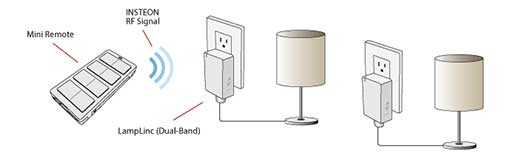 INSTEON
RF Signal
Mini Remote
LampLinc (Dual-Band)